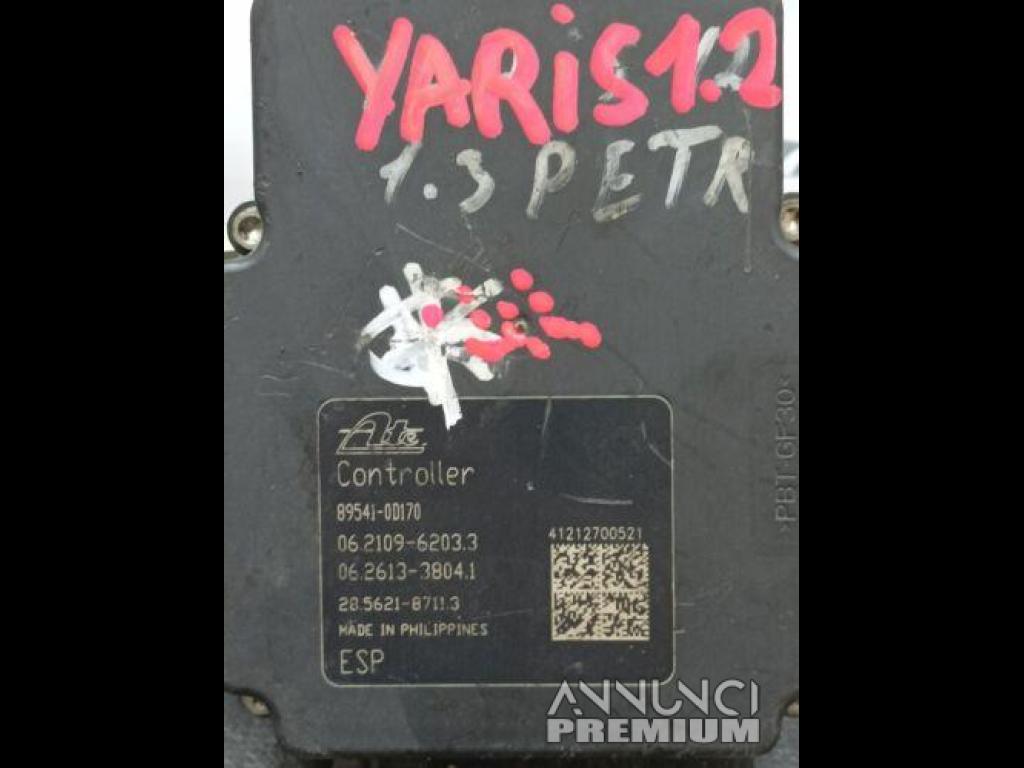 YARiS 1.2
1.3 PETR
Ate
Controller
89541-0D170
06.2109-6203.3
06.2613-3804.1
28.5621-8711.3
MADE IN PHILIPPINES
ESP
41212700521
>PBT-GF30<
ANNUNCI
PREMIUM